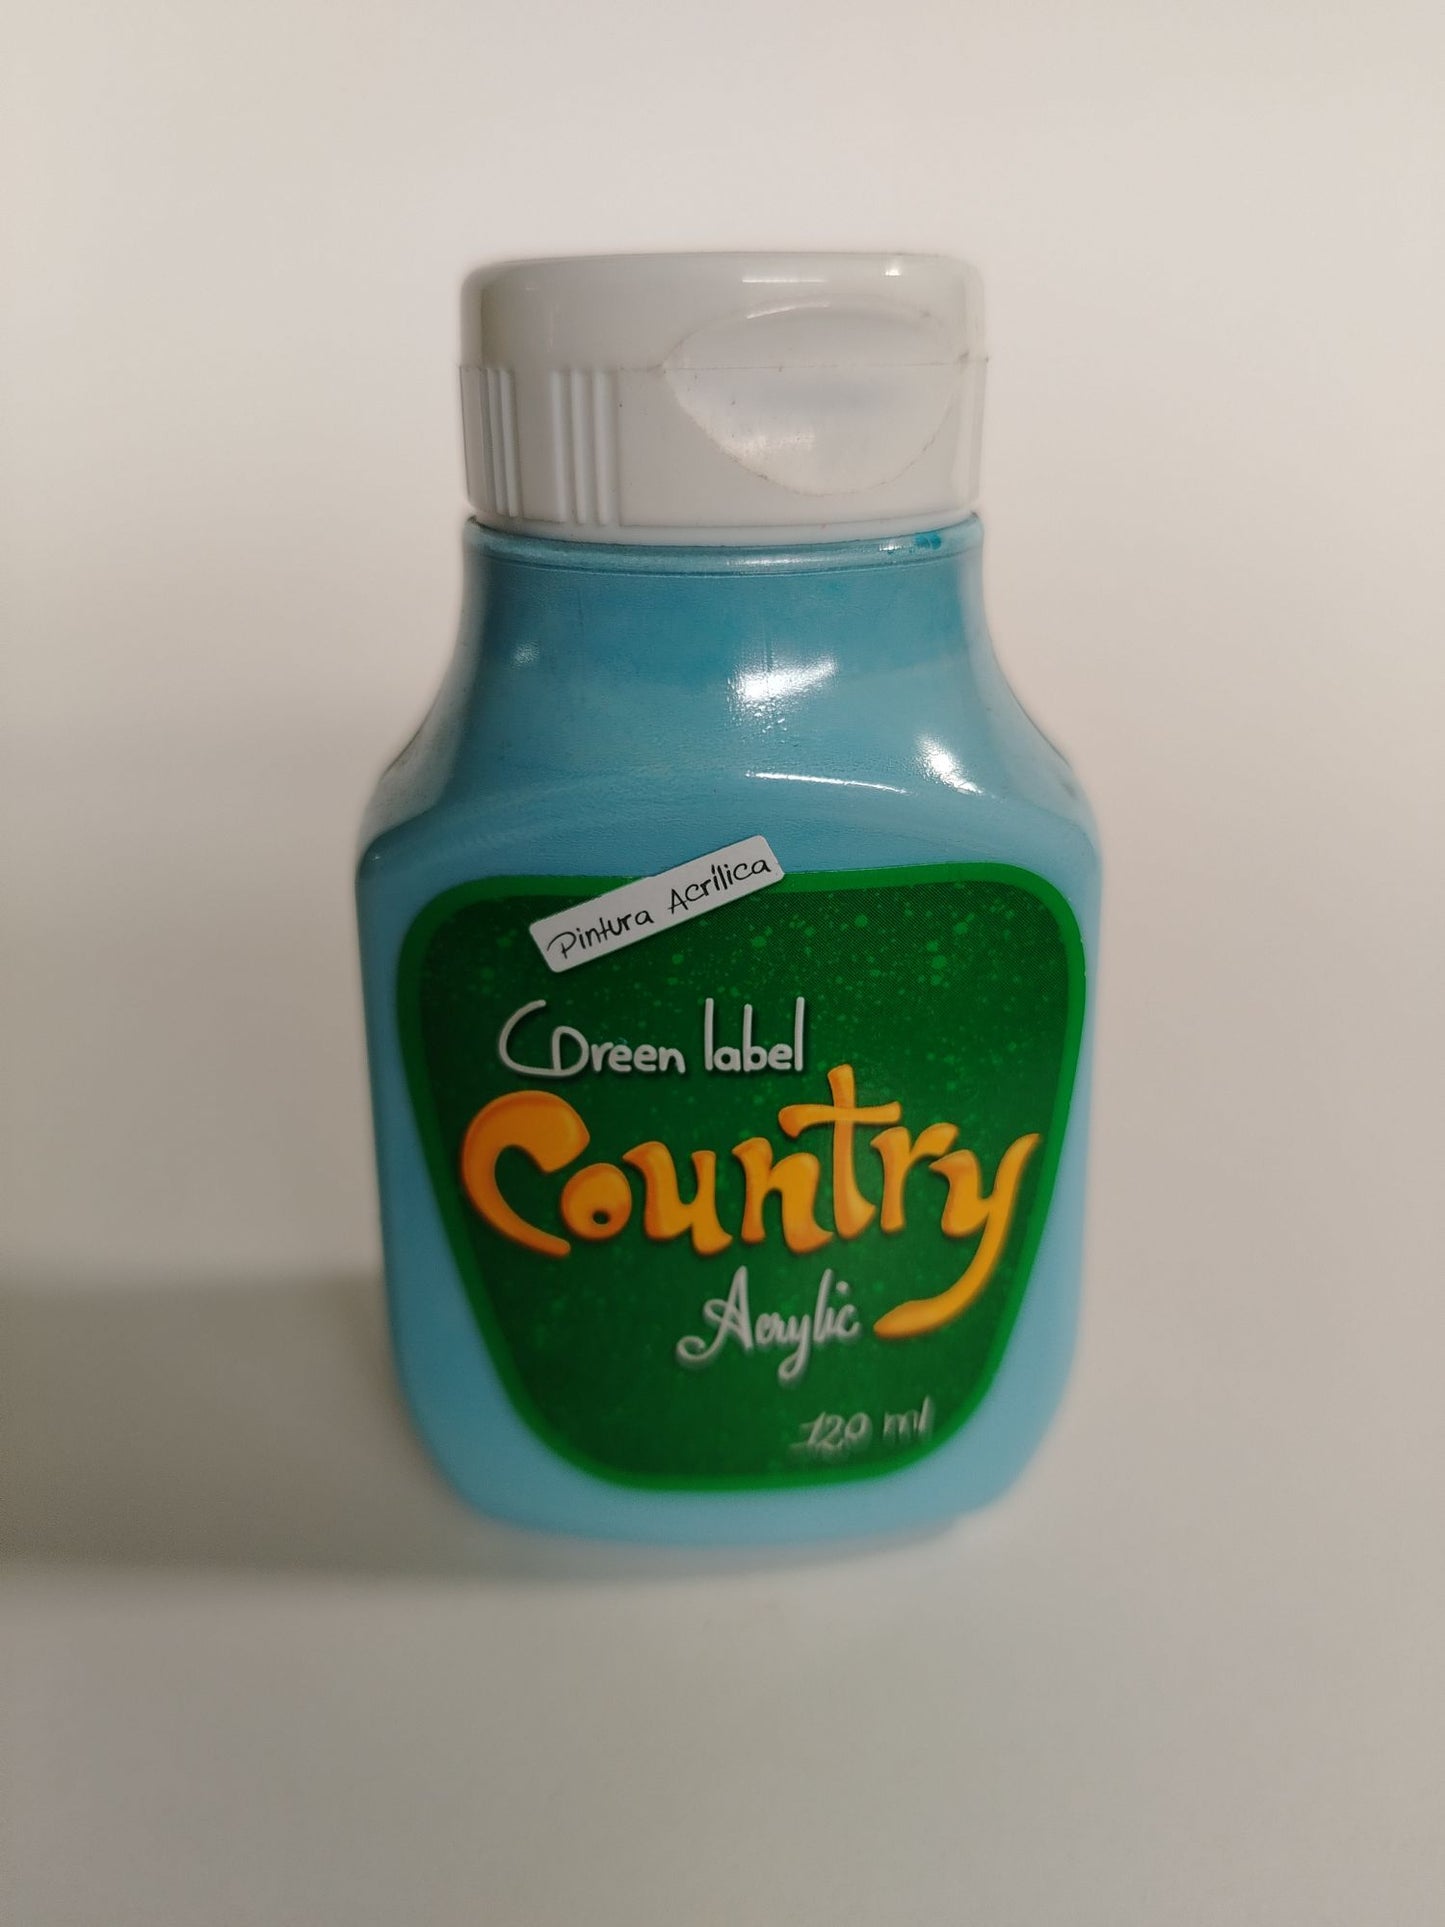 Pintura Acrílica
Green label
Country
Acrylic
120 ml